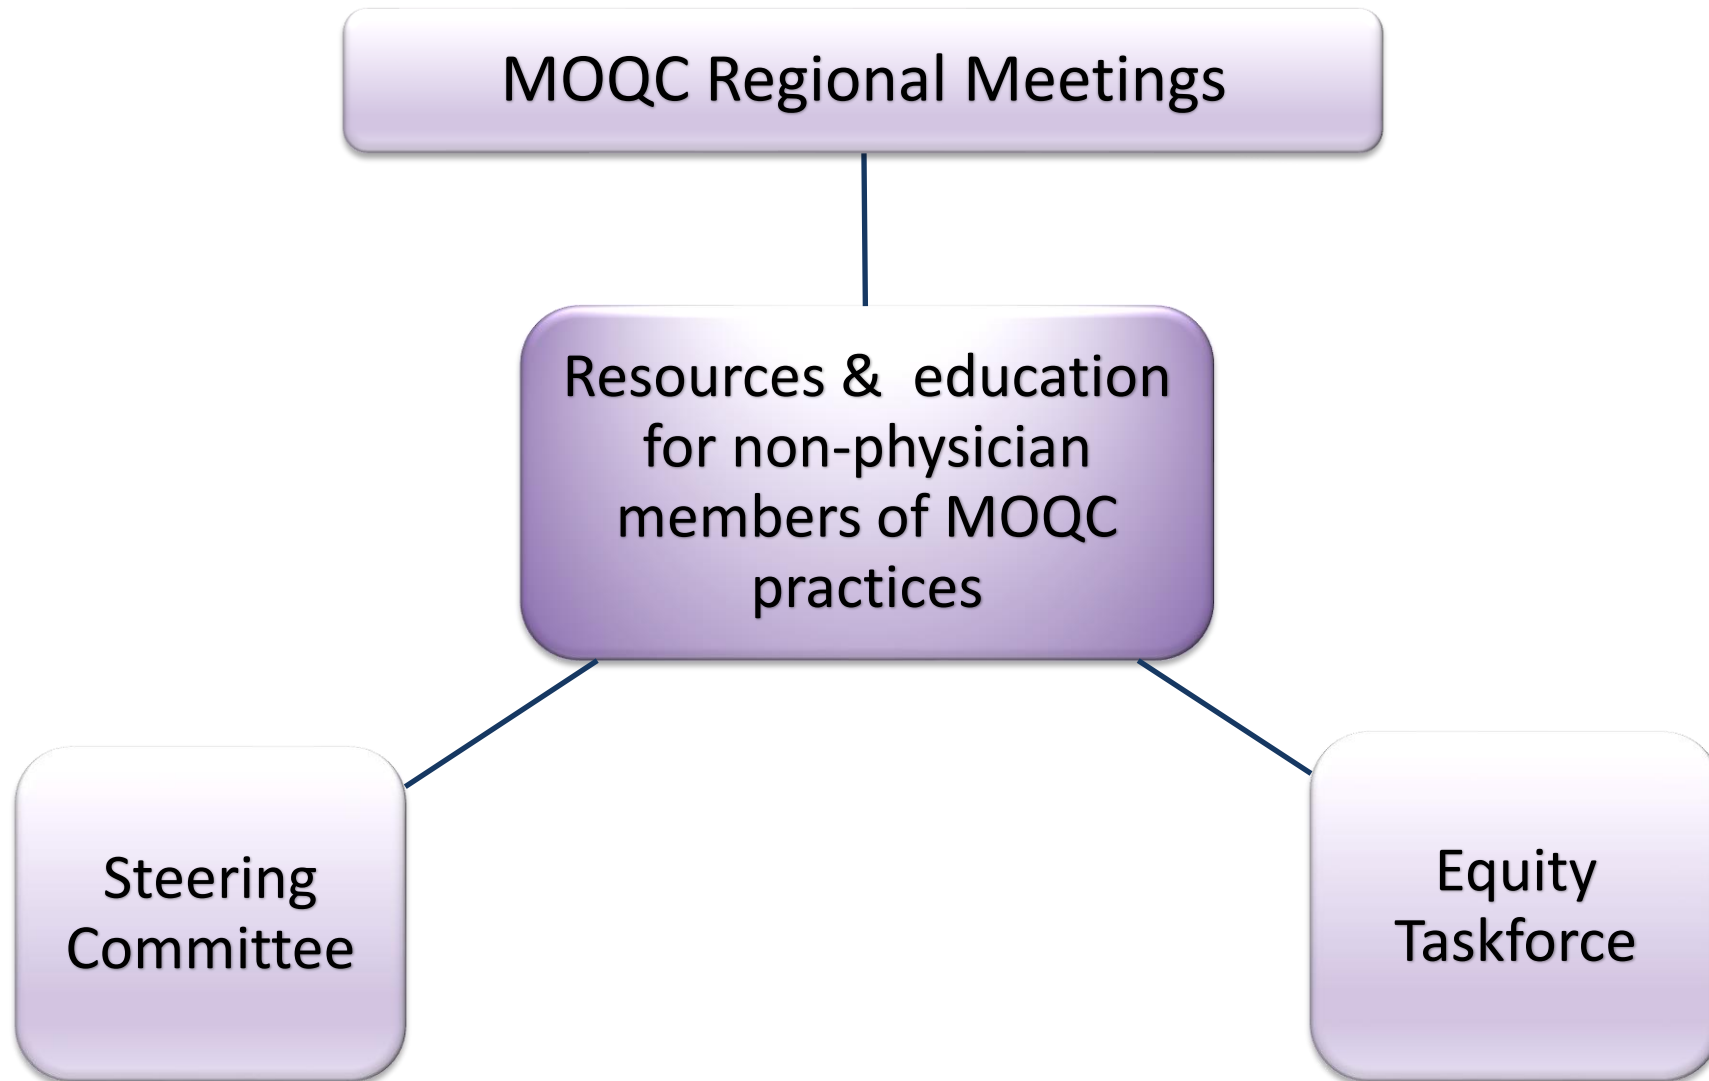 MOQC Regional Meetings
Resources &  education
for non-physician
members of MOQC
practices
Steering
Committee
Equity
Taskforce